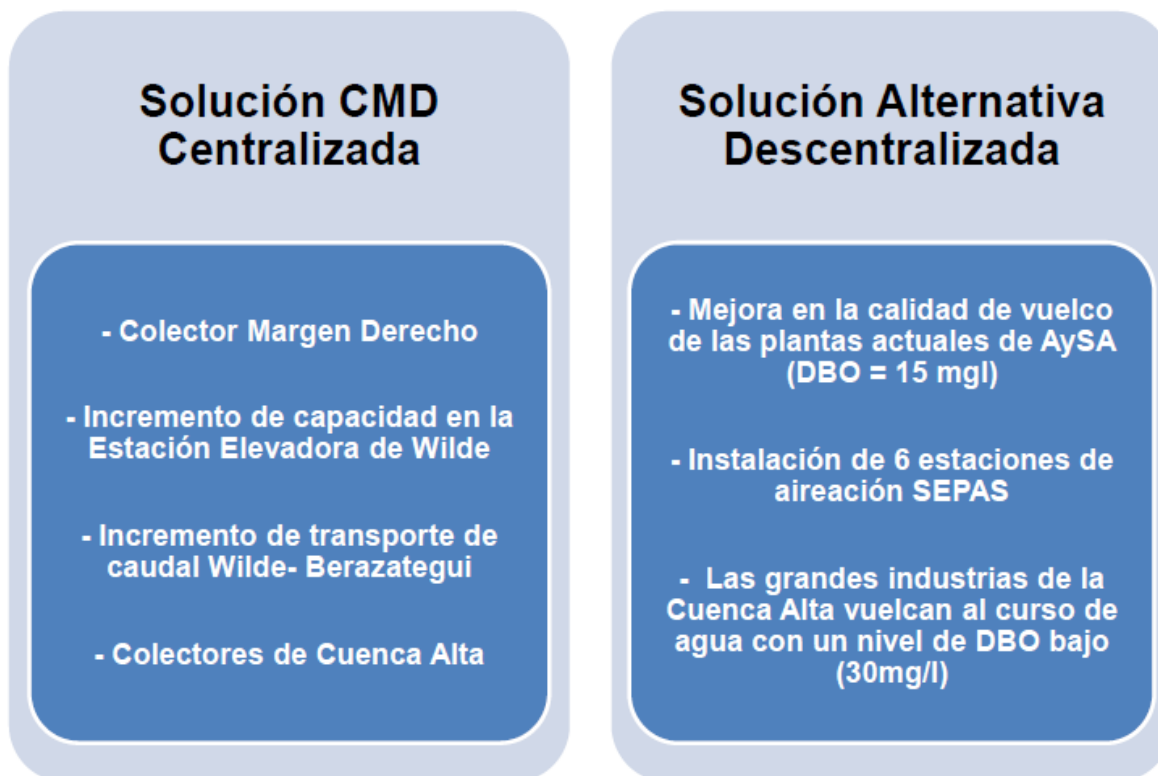 Solución CMD
Centralizada
- Colector Margen Derecho
- Incremento de capacidad en la
Estación Elevadora de Wilde
- Incremento de transporte de
caudal Wilde- Berazategui
- Colectores de Cuenca Alta
Solución Alternativa
Descentralizada
- Mejora en la calidad de vuelco
de las plantas actuales de AySA
(DBO = 15 mgl)
- Instalación de 6 estaciones de
aireación SEPAS
- Las grandes industrias de la
Cuenca Alta vuelcan al curso de
agua con un nivel de DBO bajo
(30mg/l)